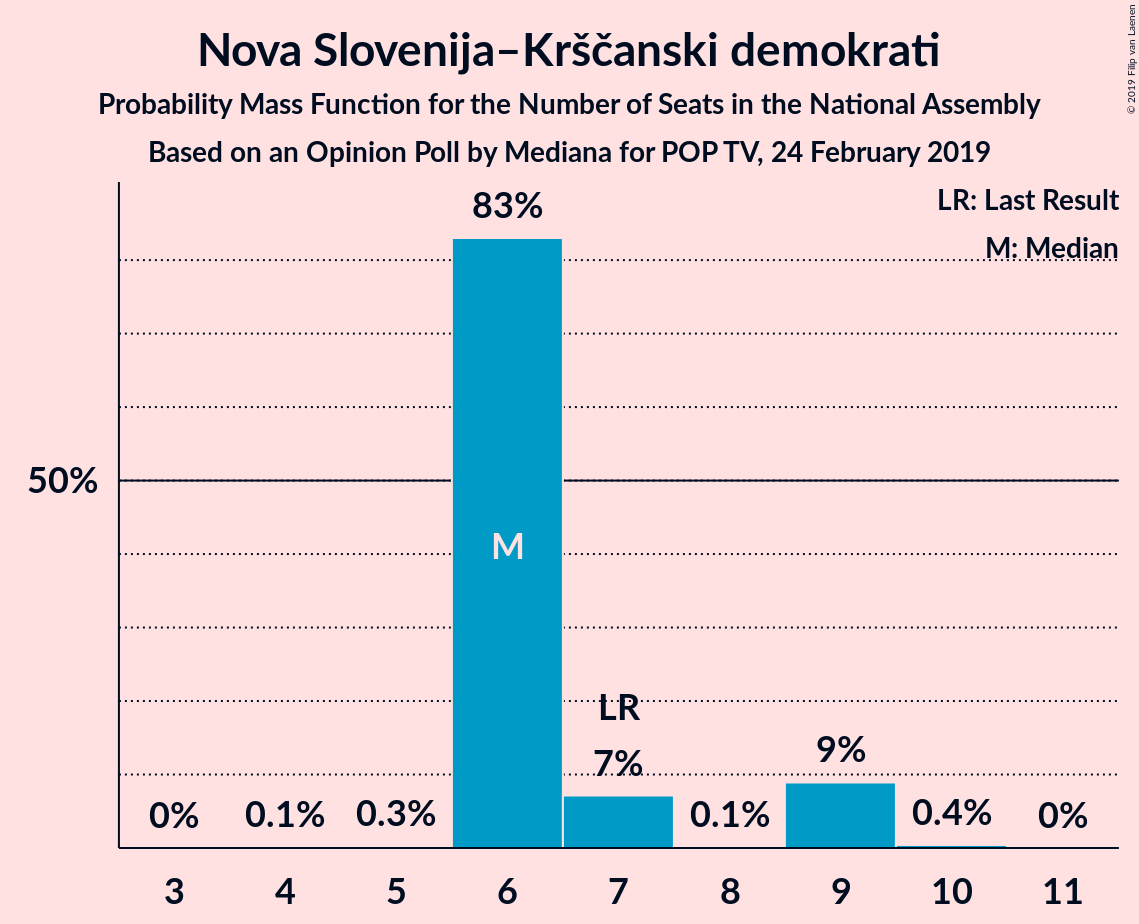 Nova Slovenija–Krščanski demokrati
Probability Mass Function for the Number of Seats in the National Assembly
Based on an Opinion Poll by Mediana for POP TV, 24 February 2019
© 2019 Filip van Laenen
LR: Last Result
M: Median
83%
50%
M
LR
7%
9%
0%
0.1%
0.3%
0.1%
0.4%
0%
3 4 5 6 7 8 9 10 11